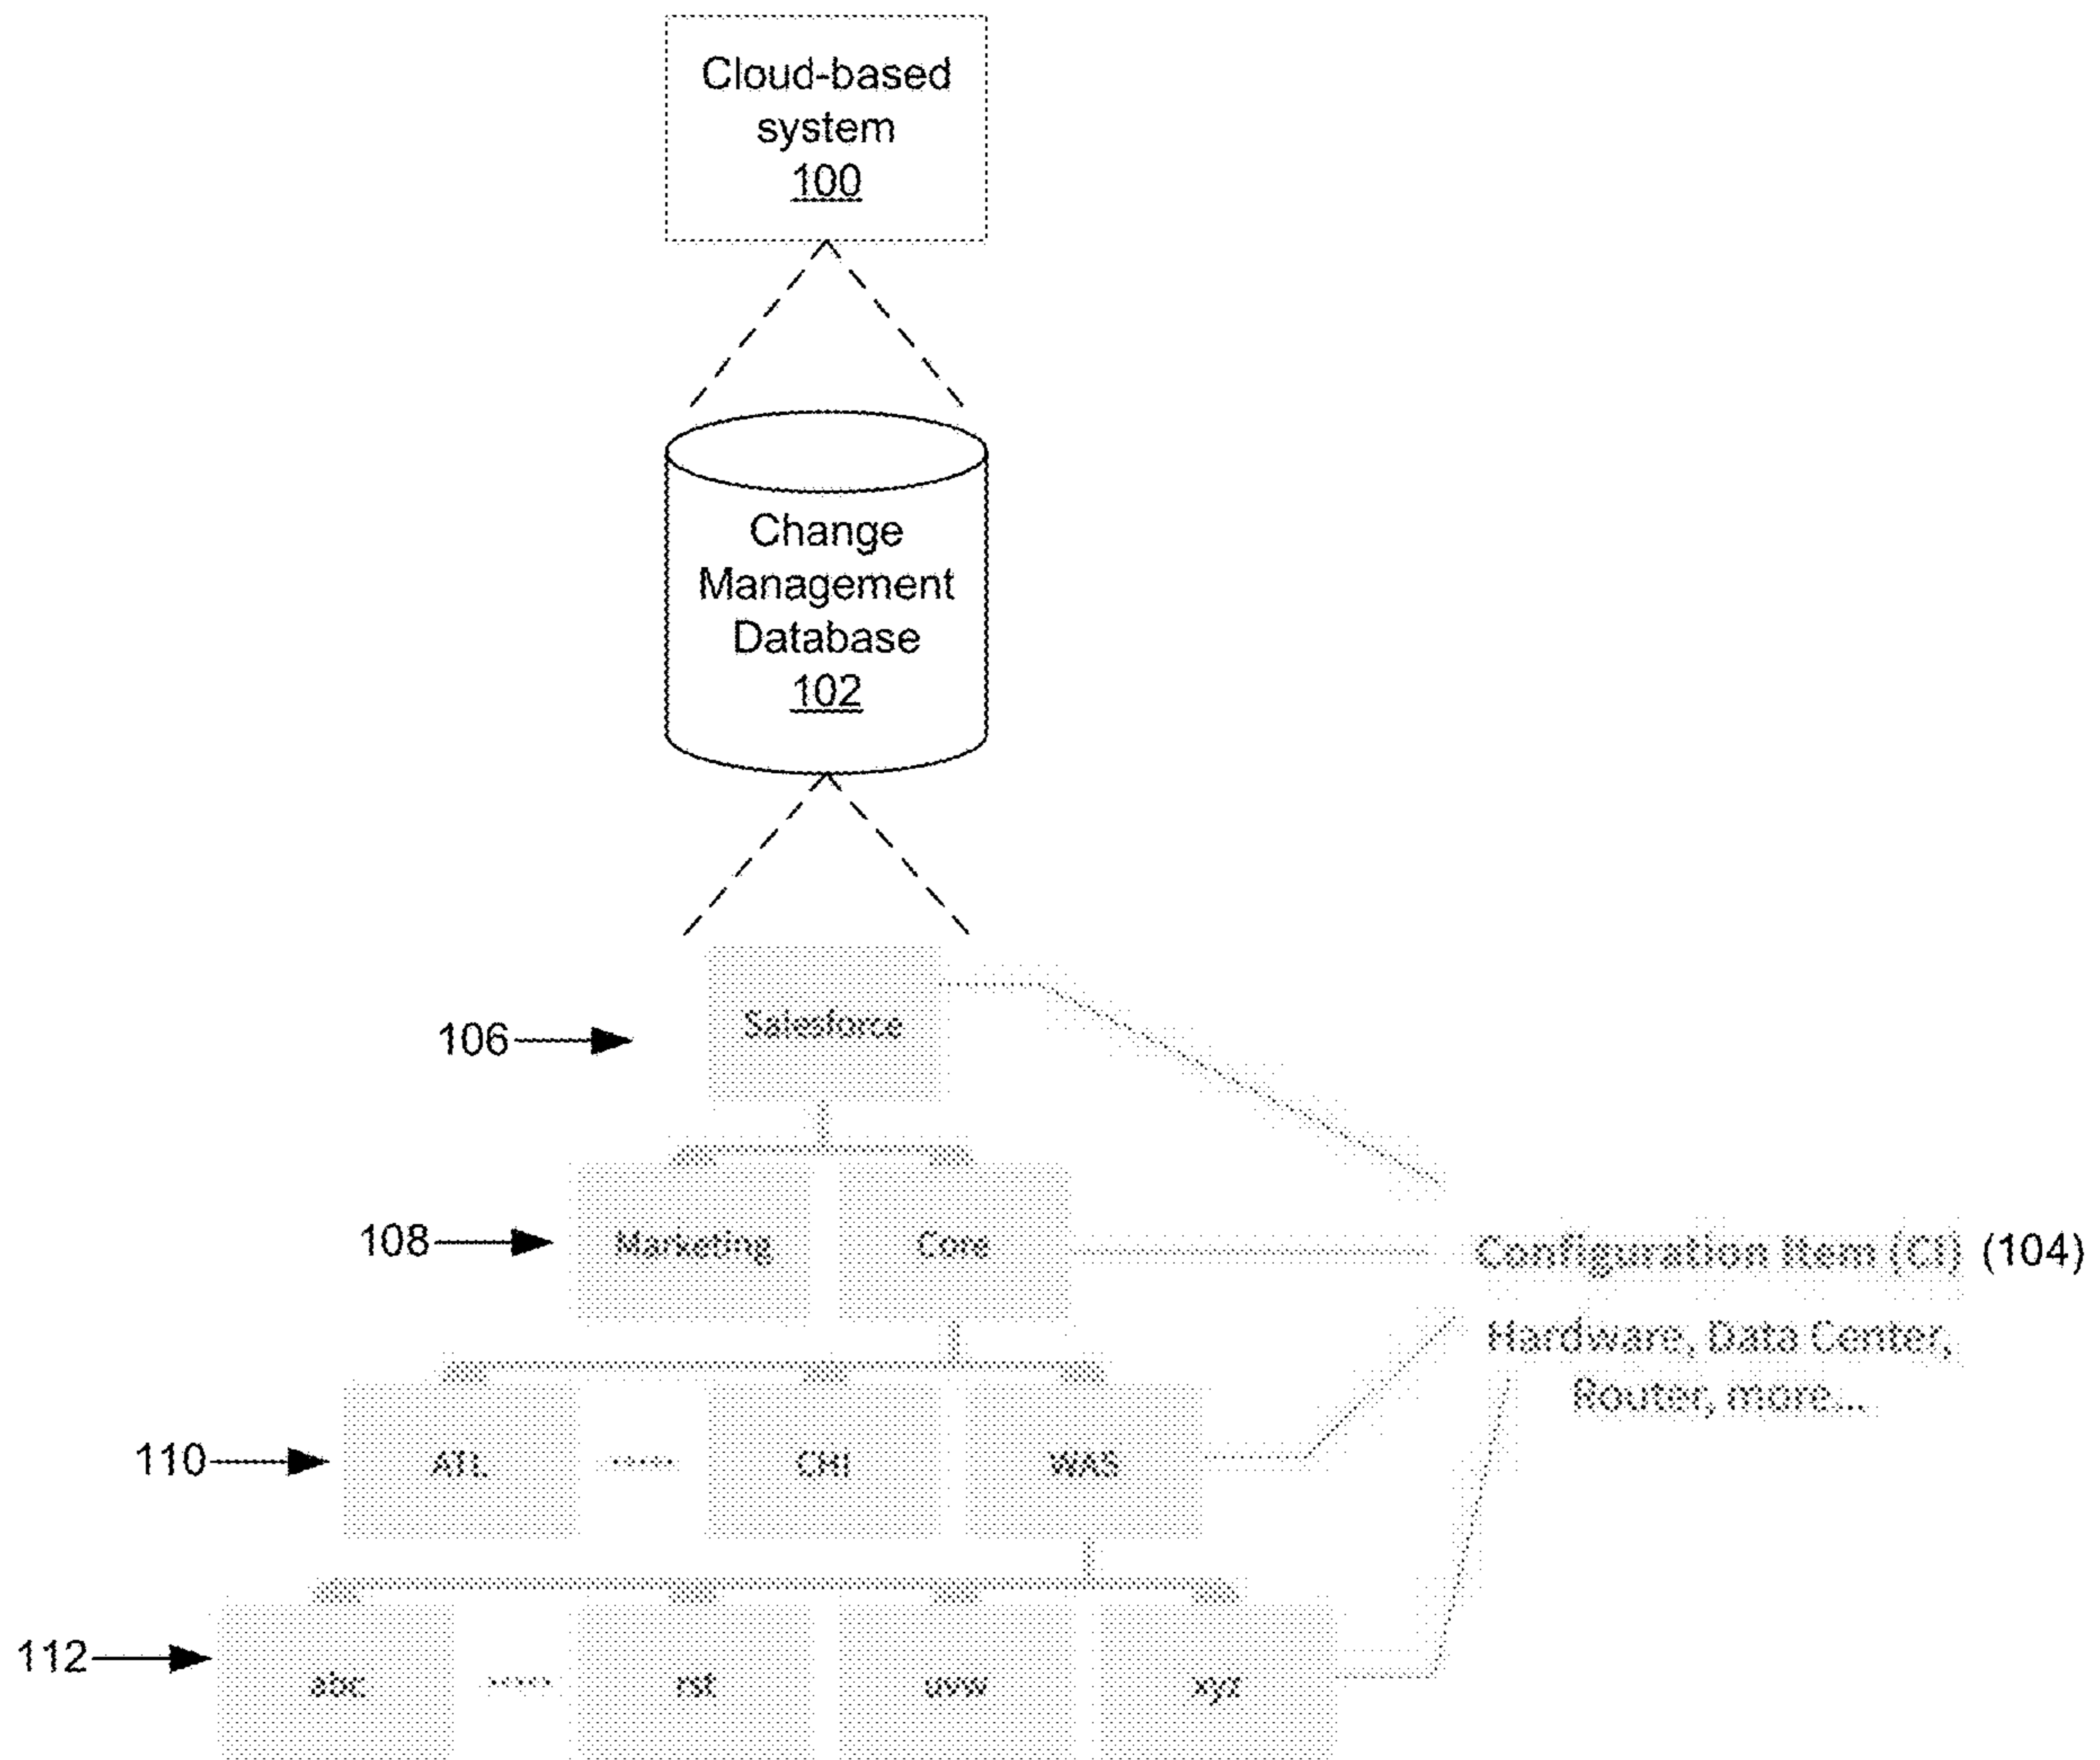 Cloud-based
system
100
Change
Management
Database
102
106
Salesforce
108
Marketing
Core
Configuration Item (CI) (104)
Hardware, Data Center,
Router, more...
110
ATL
.....
CHI
WAS
112
abc
.....
rst
uvw
xyz